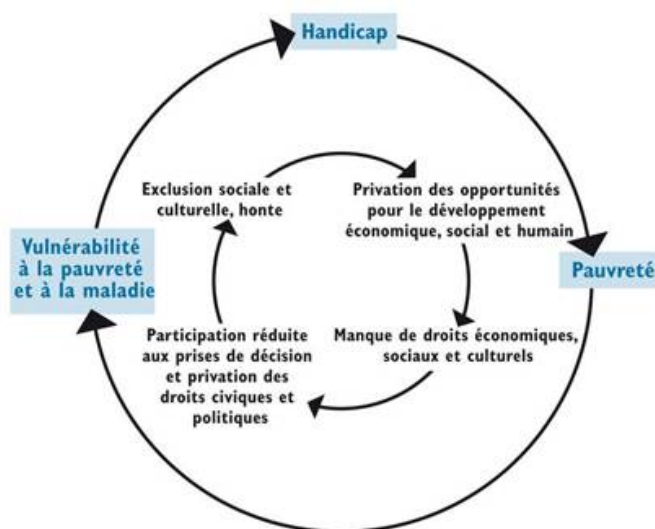 Handicap
Exclusion sociale et
culturelle, honte
Privation des opportunités
pour le développement
économique, social et humain
Vulnérabilité
à la pauvreté
et à la maladie
Pauvreté
Participation réduite
aux prises de décision
et privation des
droits civiques et
politiques
Manque de droits économiques,
sociaux et culturels